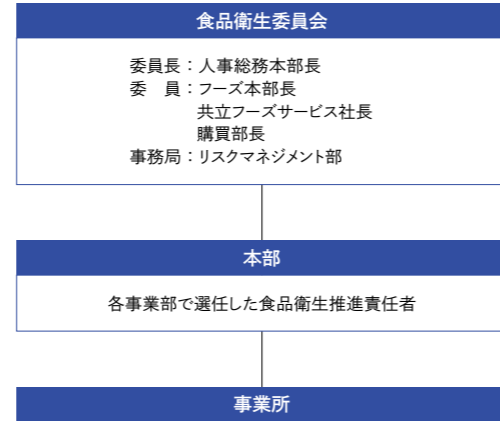 食品衛生委員会
委員長：人事総務本部長
委　員：フーズ本部長
共立フーズサービス社長
購買部長
事務局：リスクマネジメント部
本部
各事業部で選任した食品衛生推進責任者
事業所